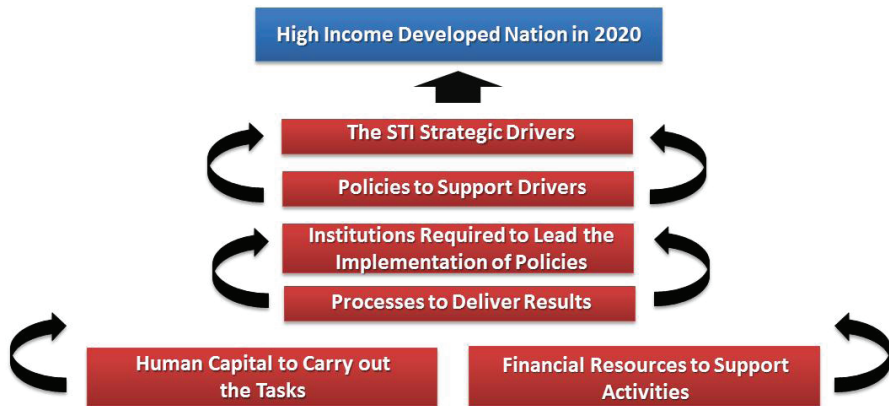 High Income Developed Nation in 2020
The STI Strategic Drivers
Policies to Support Drivers
Institutions Required to Lead the
Implementation of Policies
Processes to Deliver Results
Human Capital to Carry out
the Tasks
Financial Resources to Support
Activities